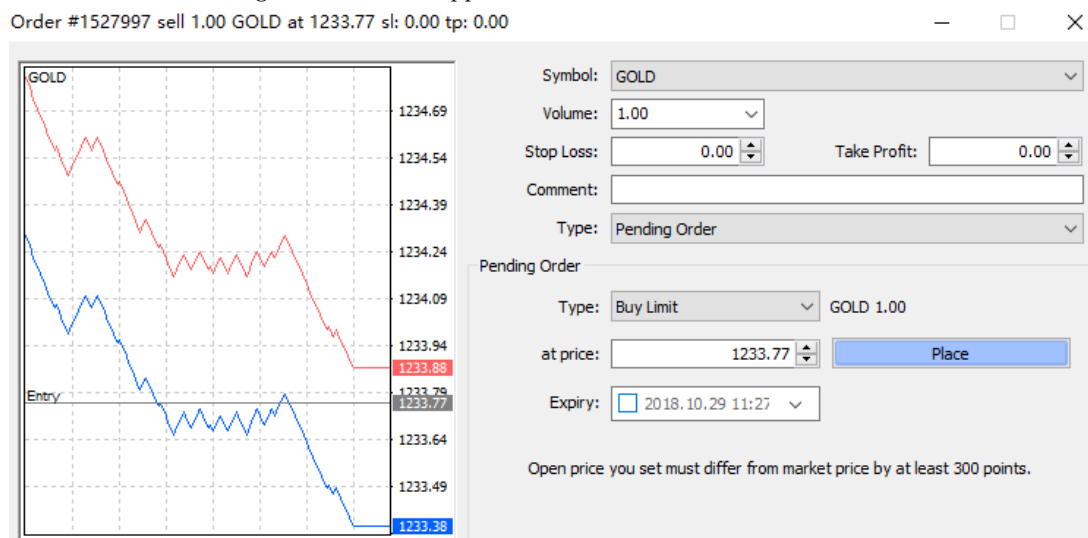 Order #1527997 sell 1.00 GOLD at 1233.77 sl: 0.00 tp: 0.00
GOLD
1234.69
1234.54
1234.39
1234.24
1234.09
1233.94
1233.88
1233.79
Entry
1233.77
1233.64
1233.49
1233.38
Symbol: GOLD
Volume: 1.00
Stop Loss: 0.00 Take Profit: 0.00
Comment:
Type: Pending Order
Pending Order
Type: Buy Limit GOLD 1.00
at price: 1233.77 Place
Expiry: 2018.10.29 11:27
Open price you set must differ from market price by at least 300 points.